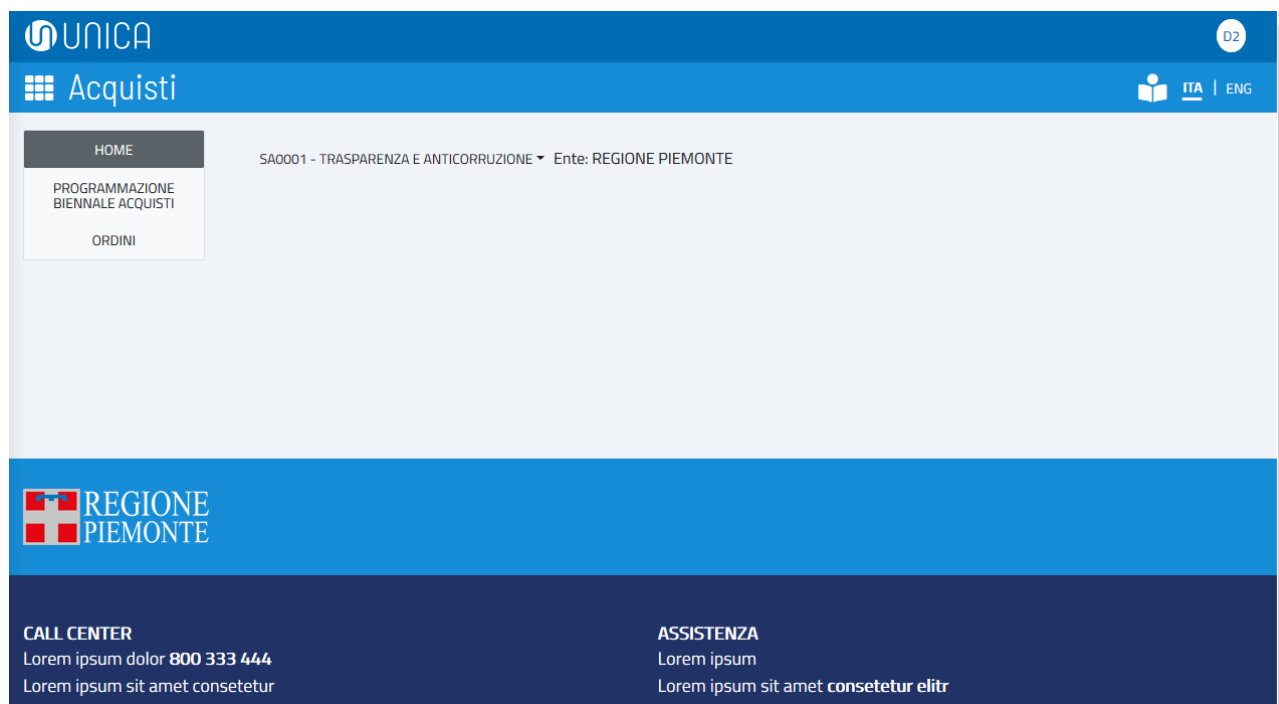 UNICA
D2
Acquisti
ITA | ENG
HOME
SA0001 - TRASPARENZA E ANTICORRUZIONE Ente: REGIONE PIEMONTE
PROGRAMMAZIONE
BIENNALE ACQUISTI
ORDINI
REGIONE
PIEMONTE
CALL CENTER
Lorem ipsum dolor 800 333 444
Lorem ipsum sit amet consetetur
ASSISTENZA
Lorem ipsum
Lorem ipsum sit amet consetetur elitr